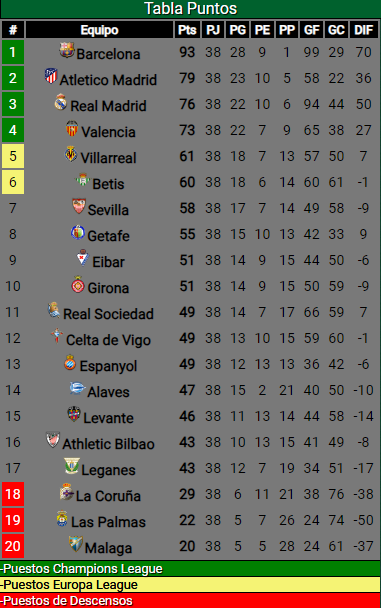 Tabla Puntos
# Equipo Pts PJ PG PE PP GF GC DIF
1 Barcelona 93 38 28 9 1 99 29 70
2 Atletico Madrid 79 38 23 10 5 58 22 36
3 Real Madrid 76 38 22 10 6 94 44 50
4 Valencia 73 38 22 7 9 65 38 27
5 Villarreal 61 38 18 7 13 57 50 7
6 Betis 60 38 18 6 14 60 61 -1
7 Sevilla 58 38 17 7 14 49 58 -9
8 Getafe 55 38 15 10 13 42 33 9
9 Eibar 51 38 14 9 15 44 50 -6
10 Girona 51 38 14 9 15 50 59 -9
11 Real Sociedad 49 38 14 7 17 66 59 7
12 Celta de Vigo 49 38 13 10 15 59 60 -1
13 Espanyol 49 38 12 13 13 36 42 -6
14 Alaves 47 38 15 2 21 40 50 -10
15 Levante 46 38 11 13 14 44 58 -14
16 Athletic Bilbao 43 38 10 13 15 41 49 -8
17 Leganes 43 38 12 7 19 34 51 -17
18 La Coruña 29 38 6 11 21 38 76 -38
19 Las Palmas 22 38 5 7 26 24 74 -50
20 Malaga 20 38 5 5 28 24 61 -37
-Puestos Champions League
-Puestos Europa League
-Puestos de Descensos